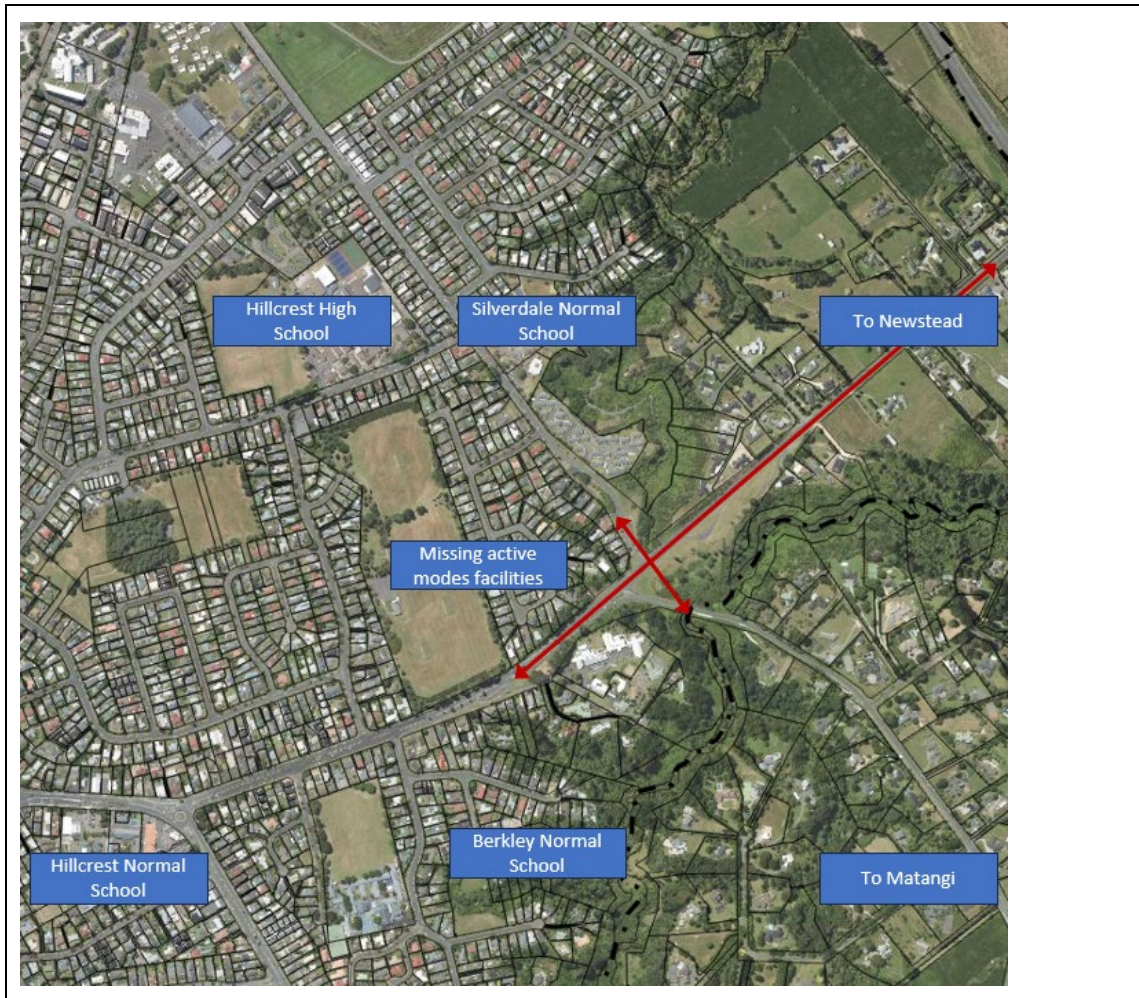 Hillcrest High
School
Silverdale Normal
School
To Newstead
Missing active
modes facilities
Berkley Normal
School
Hillcrest Normal
School
To Matangi